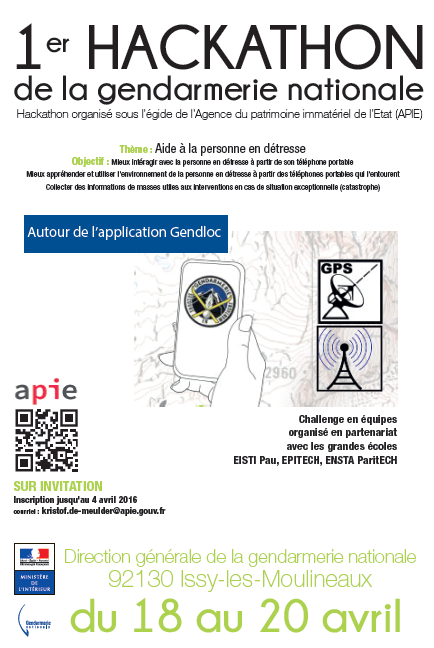 1er HACKATHON
de la gendarmerie nationale
Hackathon organisé sous l'égide de l'Agence du patrimoine immatériel de l'Etat (APIE)
Thème : Aide à la personne en détresse
Objectif : Mieux intéragir avec la personne en détresse à partir de son téléphone portable
Mieux appréhender et utiliser l'environnement de la personne en détresse à partir des téléphones portables qui l'entourent
Collecter des informations de masses utiles aux interventions en cas de situation exceptionnelle (catastrophe)
Autour de l'application Gendloc
GPS
2960
apie
Challenge en équipes
organisé en partenariat
avec les grandes écoles
EISTI Pau, EPITECH, ENSTA ParitECH
SUR INVITATION
Inscription jusqu'au 4 avril 2016
courriel : kristof.de-meulder@apie.gouv.fr
MINISTÈRE
DE L'INTÉRIEUR
Gendarmerie
nationale
Direction générale de la gendarmerie nationale
92130 Issy-les-Moulineaux
du 18 au 20 avril